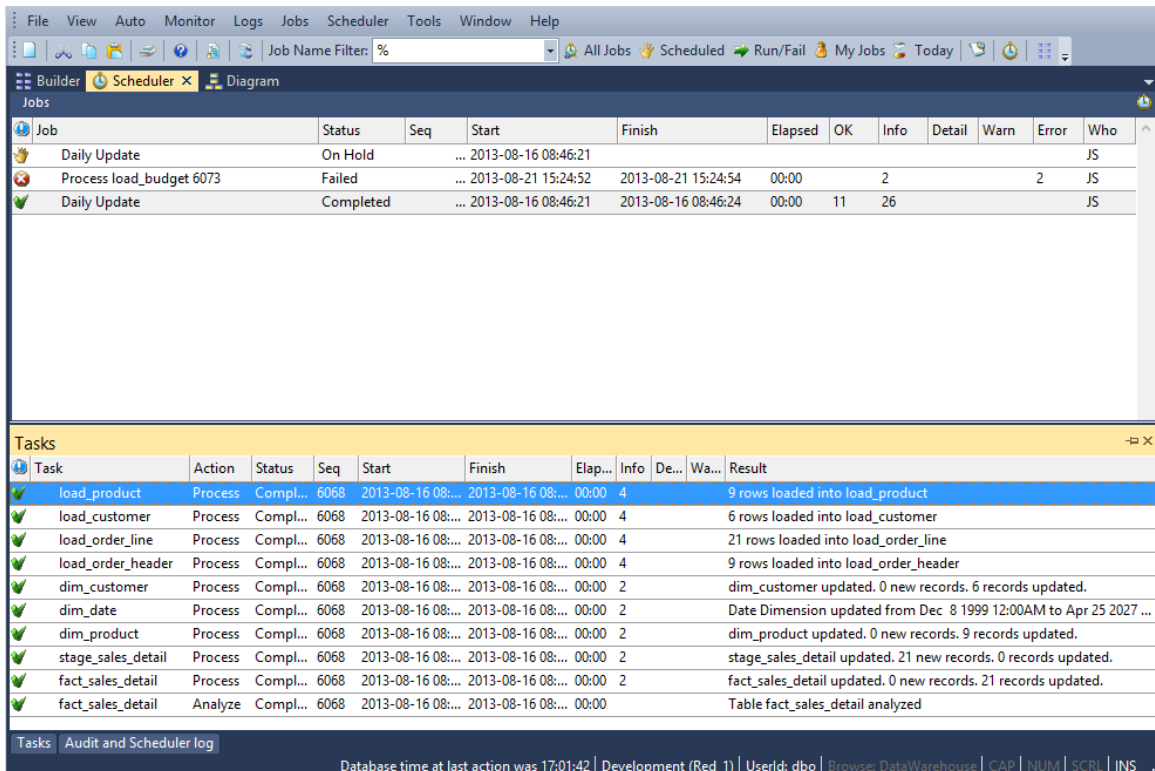 File View Auto Monitor Logs Jobs Scheduler Tools Window Help
Job Name Filter: % All Jobs Scheduled Run/Fail My Jobs Today
Builder Scheduler × Diagram
Jobs
Job Status Seq Start Finish Elapsed OK Info Detail Warn Error Who
Daily Update On Hold ... 2013-08-16 08:46:21 JS
Process load_budget 6073 Failed ... 2013-08-21 15:24:52 2013-08-21 15:24:54 00:00 2 2 JS
Daily Update Completed ... 2013-08-16 08:46:21 2013-08-16 08:46:24 00:00 11 26 JS
Tasks
Task Action Status Seq Start Finish Elap... Info De... Wa... Result
load_product Process Compl... 6068 2013-08-16 08:... 2013-08-16 08:... 00:00 4 9 rows loaded into load_product
load_customer Process Compl... 6068 2013-08-16 08:... 2013-08-16 08:... 00:00 4 6 rows loaded into load_customer
load_order_line Process Compl... 6068 2013-08-16 08:... 2013-08-16 08:... 00:00 4 21 rows loaded into load_order_line
load_order_header Process Compl... 6068 2013-08-16 08:... 2013-08-16 08:... 00:00 4 9 rows loaded into load_order_header
dim_customer Process Compl... 6068 2013-08-16 08:... 2013-08-16 08:... 00:00 2 dim_customer updated. 0 new records. 6 records updated.
dim_date Process Compl... 6068 2013-08-16 08:... 2013-08-16 08:... 00:00 2 Date Dimension updated from Dec 8 1999 12:00AM to Apr 25 2027 ...
dim_product Process Compl... 6068 2013-08-16 08:... 2013-08-16 08:... 00:00 2 dim_product updated. 0 new records. 9 records updated.
stage_sales_detail Process Compl... 6068 2013-08-16 08:... 2013-08-16 08:... 00:00 2 stage_sales_detail updated. 21 new records. 0 records updated.
fact_sales_detail Process Compl... 6068 2013-08-16 08:... 2013-08-16 08:... 00:00 2 fact_sales_detail updated. 0 new records. 21 records updated.
fact_sales_detail Analyze Compl... 6068 2013-08-16 08:... 2013-08-16 08:... 00:00 Table fact_sales_detail analyzed
Tasks Audit and Scheduler log
Database time at last action was 17:01:42 Development (Red_1) UserId: dbo Browse: DataWarehouse CAP NUM SCRL INS